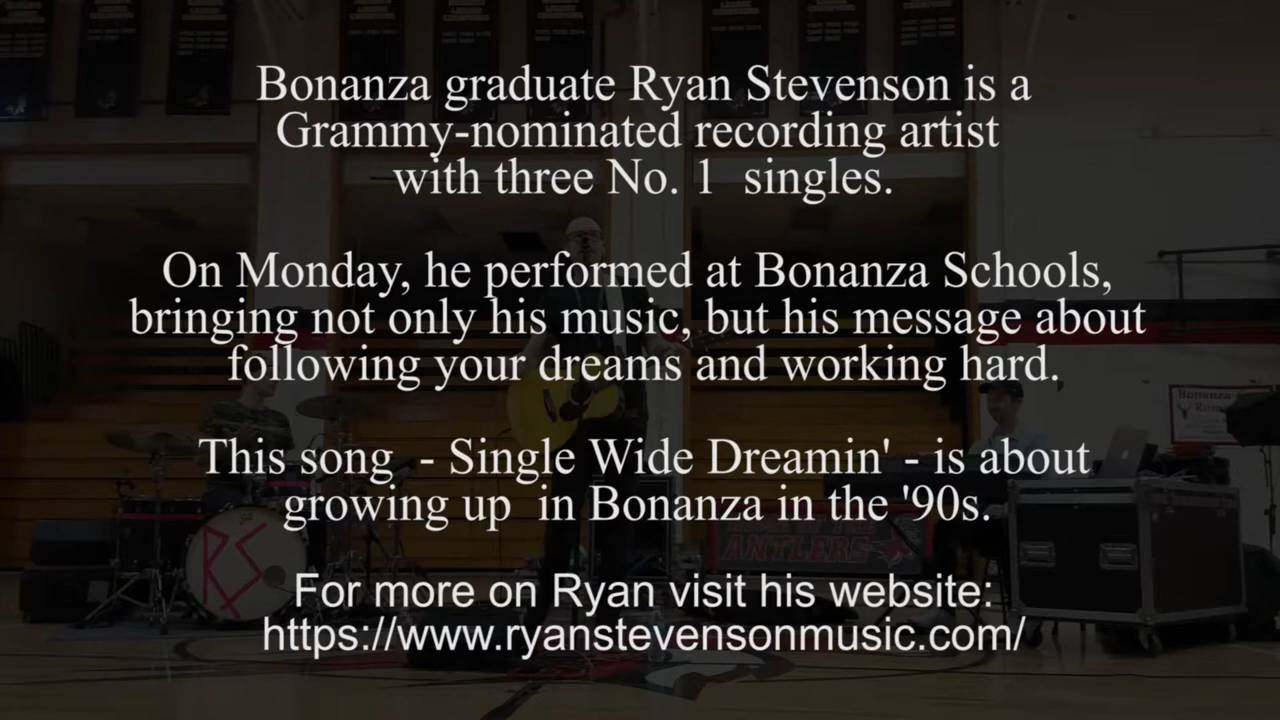 Bonanza graduate Ryan Stevenson is a
Grammy-nominated recording artist
with three No. 1  singles.
On Monday, he performed at Bonanza Schools,
bringing not only his music, but his message about
following your dreams and working hard.
This song  - Single Wide Dreamin' - is about
growing up  in Bonanza in the '90s.
For more on Ryan visit his website:
https://www.ryanstevensonmusic.com/
RS
ANTLERS
Bonanza